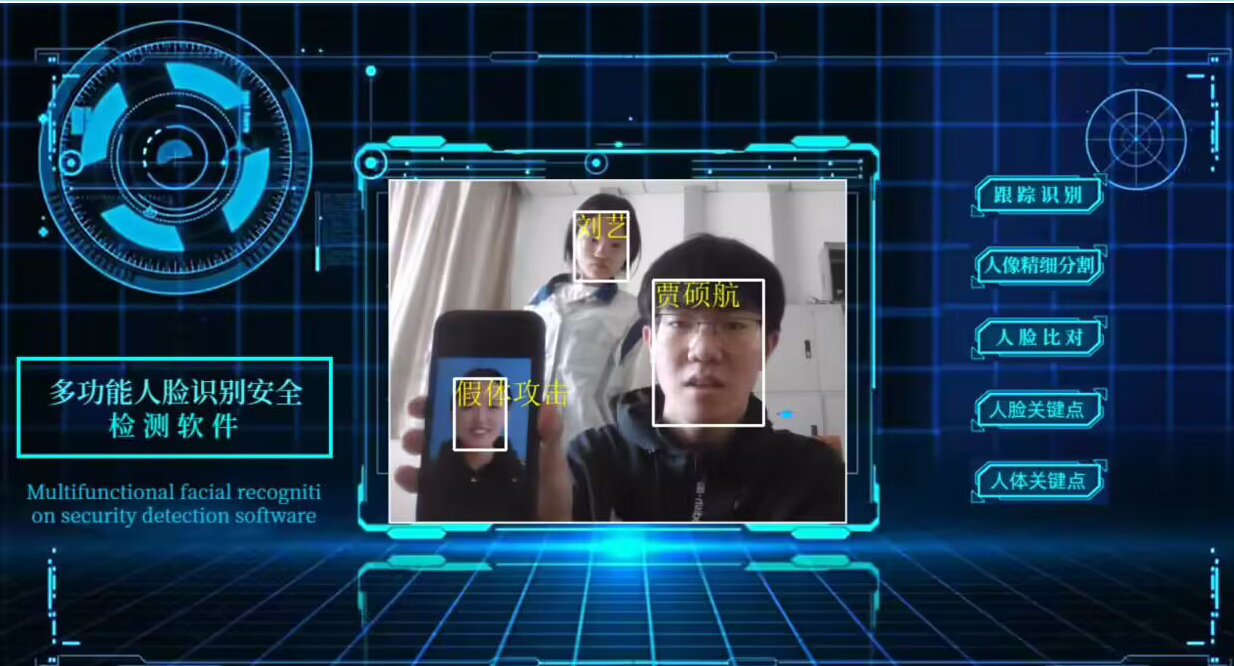 多功能人脸识别安全
检测软件
Multifunctional facial recogniti
on security detection software
刘艺
贾硕航
假体攻击
跟踪识别
人像精细分割
人脸比对
人脸关键点
人体关键点